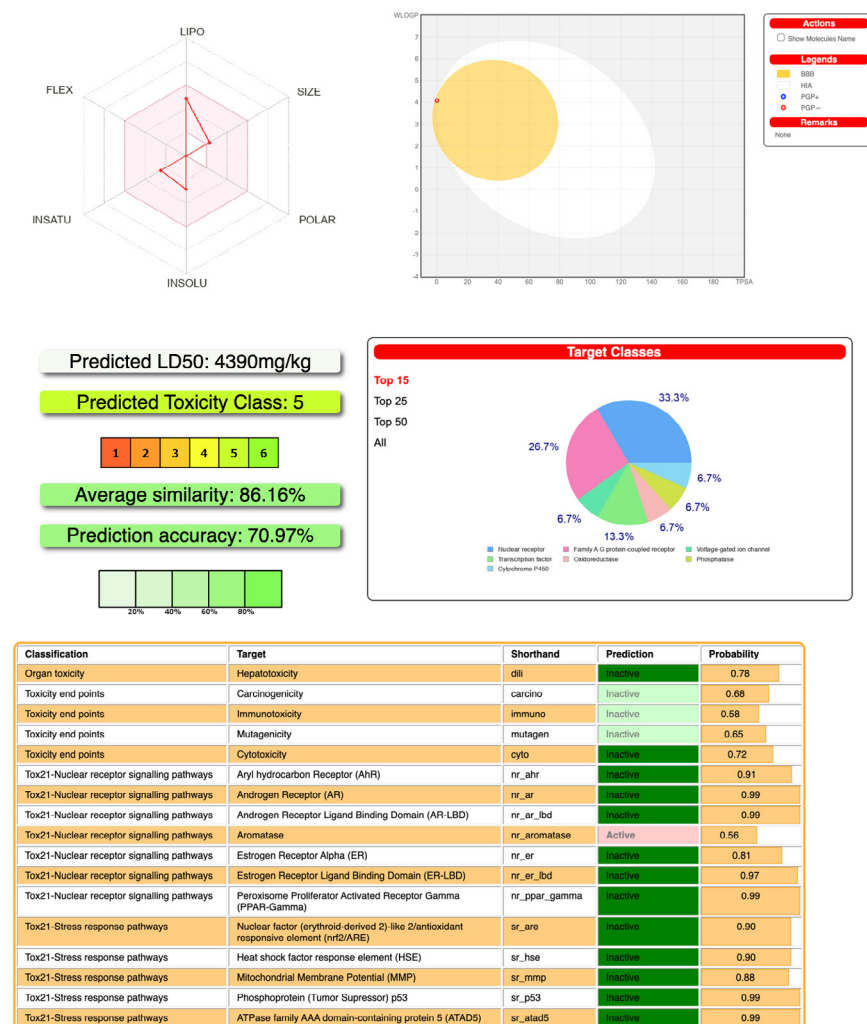 LIPO
FLEX
SIZE
INSATU
POLAR
INSOLU
WLOGP
7
6
5
4
3
2
1
0
-1
-2
-3
-4
0 20 40 60 80 100 120 140 160 180 TPSA
Actions
Show Molecules Name
Legends
BBB
HIA
PGP+
PGP−
Remarks
None
Predicted LD50: 4390mg/kg
Predicted Toxicity Class: 5
1 2 3 4 5 6
Average similarity: 86.16%
Prediction accuracy: 70.97%
20% 40% 60% 80%
Target Classes
Top 15
Top 25
Top 50
All
33.3%
26.7%
6.7%
6.7%
6.7%
6.7%
13.3%
Nuclear receptor Family A G protein-coupled receptor Voltage-gated ion channel
Transcription factor Oxidoreductase Phosphatase
Cytochrome P450
Classification Target Shorthand Prediction Probability
Organ toxicity Hepatotoxicity dili Inactive 0.78
Toxicity end points Carcinogenicity carcino Inactive 0.68
Toxicity end points Immunotoxicity immuno Inactive 0.58
Toxicity end points Mutagenicity mutagen Inactive 0.65
Toxicity end points Cytotoxicity cyto Inactive 0.72
Tox21-Nuclear receptor signalling pathways Aryl hydrocarbon Receptor (AhR) nr_ahr Inactive 0.91
Tox21-Nuclear receptor signalling pathways Androgen Receptor (AR) nr_ar Inactive 0.99
Tox21-Nuclear receptor signalling pathways Androgen Receptor Ligand Binding Domain (AR-LBD) nr_ar_lbd Inactive 0.99
Tox21-Nuclear receptor signalling pathways Aromatase nr_aromatase Active 0.56
Tox21-Nuclear receptor signalling pathways Estrogen Receptor Alpha (ER) nr_er Inactive 0.81
Tox21-Nuclear receptor signalling pathways Estrogen Receptor Ligand Binding Domain (ER-LBD) nr_er_lbd Inactive 0.97
Tox21-Nuclear receptor signalling pathways Peroxisome Proliferator Activated Receptor Gamma nr_ppar_gamma Inactive 0.99
(PPAR-Gamma)
Tox21-Stress response pathways Nuclear factor (erythroid-derived 2)-like 2/antioxidant sr_are Inactive 0.90
responsive element (nrf2/ARE)
Tox21-Stress response pathways Heat shock factor response element (HSE) sr_hse Inactive 0.90
Tox21-Stress response pathways Mitochondrial Membrane Potential (MMP) sr_mmp Inactive 0.88
Tox21-Stress response pathways Phosphoprotein (Tumor Supressor) p53 sr_p53 Inactive 0.99
Tox21-Stress response pathways ATPase family AAA domain-containing protein 5 (ATAD5) sr_atad5 Inactive 0.99